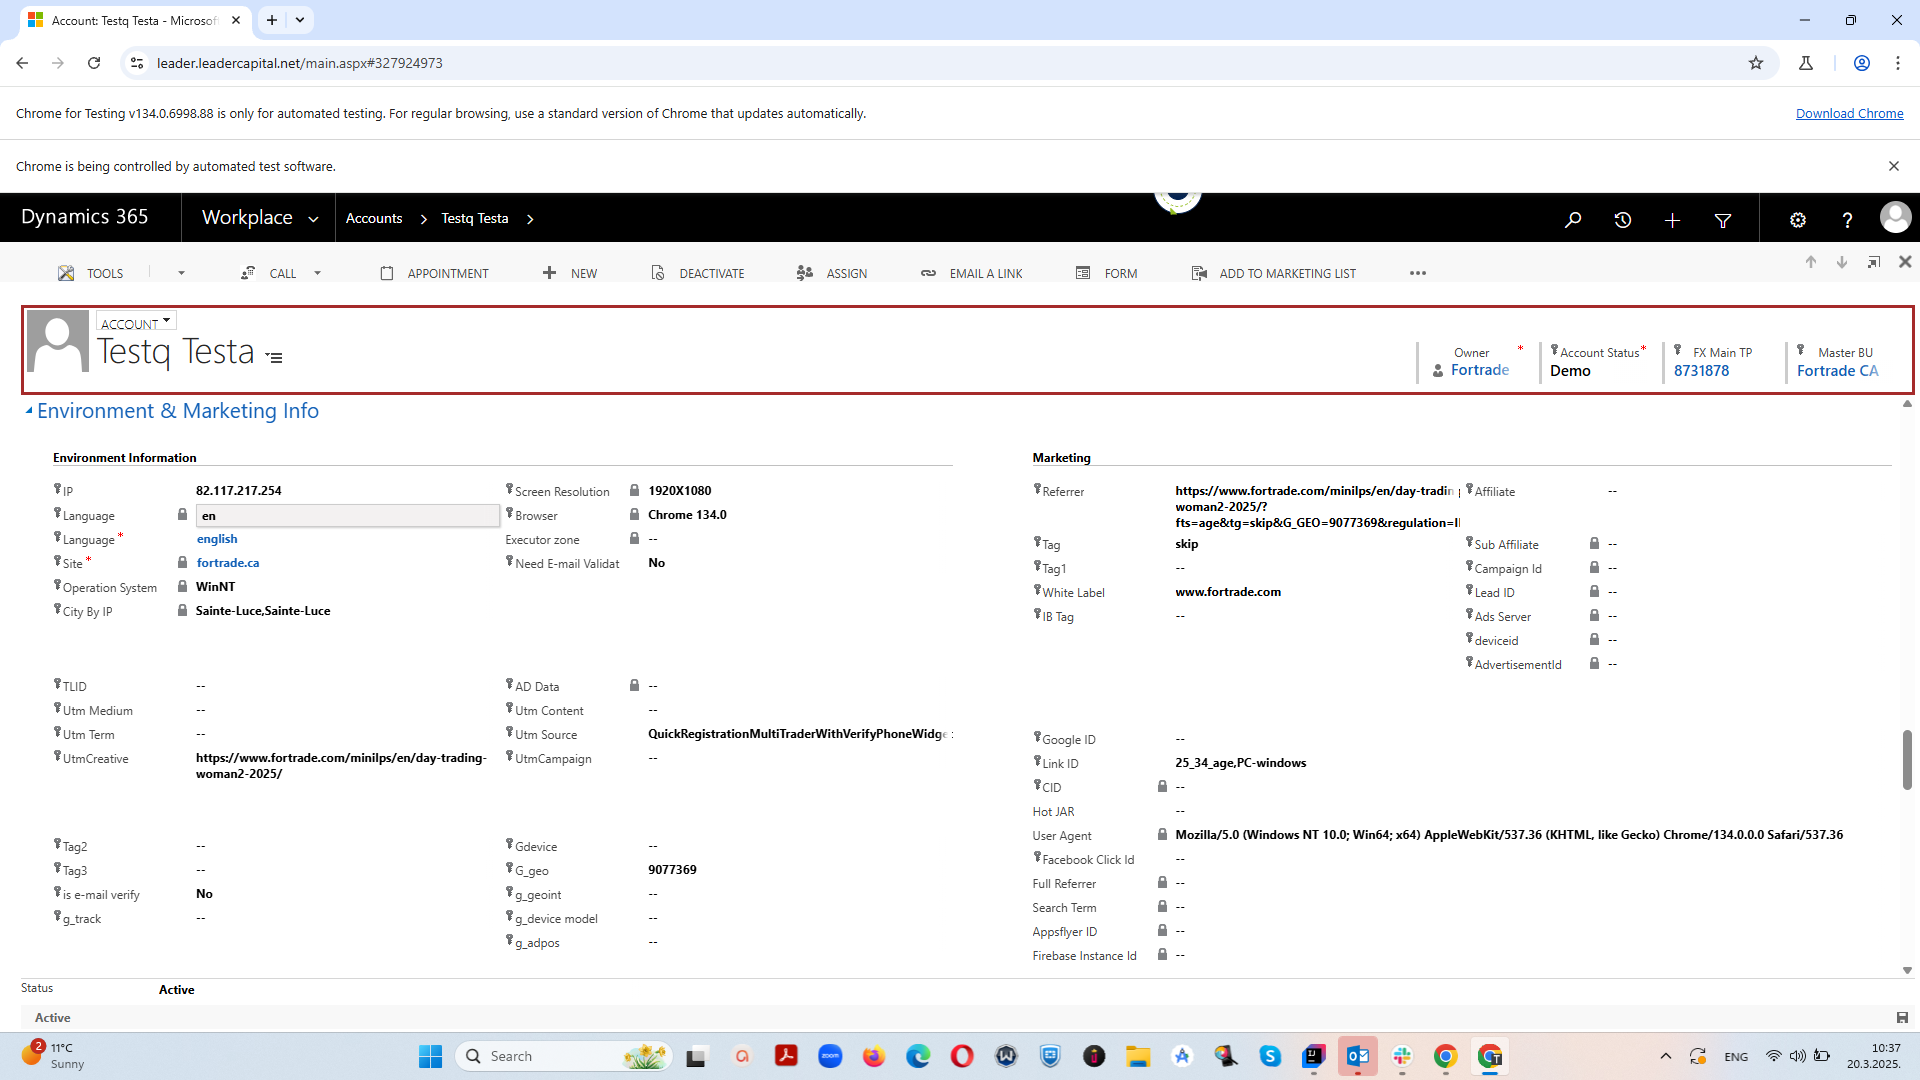 Account: Testq Testa - Microsof
leader.leadercapital.net/main.aspx#327924973
Chrome for Testing v134.0.6998.88 is only for automated testing. For regular browsing, use a standard version of Chrome that updates automatically.
Download Chrome
Chrome is being controlled by automated test software.
Dynamics 365
Workplace
Accounts
Testq Testa
TOOLS
CALL
APPOINTMENT
NEW
DEACTIVATE
ASSIGN
EMAIL A LINK
FORM
ADD TO MARKETING LIST
ACCOUNT
Testq Testa
Owner *
Fortrade
Account Status *
Demo
FX Main TP
8731878
Master BU
Fortrade CA
Environment & Marketing Info
Environment Information
IP 82.117.217.254
Language en
Language * english
Site * fortrade.ca
Operation System WinNT
City By IP Sainte-Luce,Sainte-Luce
Screen Resolution 1920X1080
Browser Chrome 134.0
Executor zone --
Need E-mail Validat No
TLID --
Utm Medium --
Utm Term --
UtmCreative https://www.fortrade.com/minilps/en/day-trading-
woman2-2025/
AD Data --
Utm Content --
Utm Source QuickRegistrationMultiTraderWithVerifyPhoneWidge
UtmCampaign --
Tag2 --
Tag3 --
is e-mail verify No
g_track --
Gdevice --
G_geo 9077369
g_geoint --
g_device model --
g_adpos --
Marketing
Referrer https://www.fortrade.com/minilps/en/day-tradin
woman2-2025/?
fts=age&tg=skip&G_GEO=9077369&regulation=II
Tag skip
Tag1 --
White Label www.fortrade.com
IB Tag --
Affiliate --
Sub Affiliate --
Campaign Id --
Lead ID --
Ads Server --
deviceid --
AdvertisementId --
Google ID --
Link ID 25_34_age,PC-windows
CID --
Hot JAR --
User Agent Mozilla/5.0 (Windows NT 10.0; Win64; x64) AppleWebKit/537.36 (KHTML, like Gecko) Chrome/134.0.0.0 Safari/537.36
Facebook Click Id --
Full Referrer --
Search Term --
Appsflyer ID --
Firebase Instance Id --
Status Active
Active
2
11°C
Sunny
Search
zoom
ENG
10:37
20.3.2025.